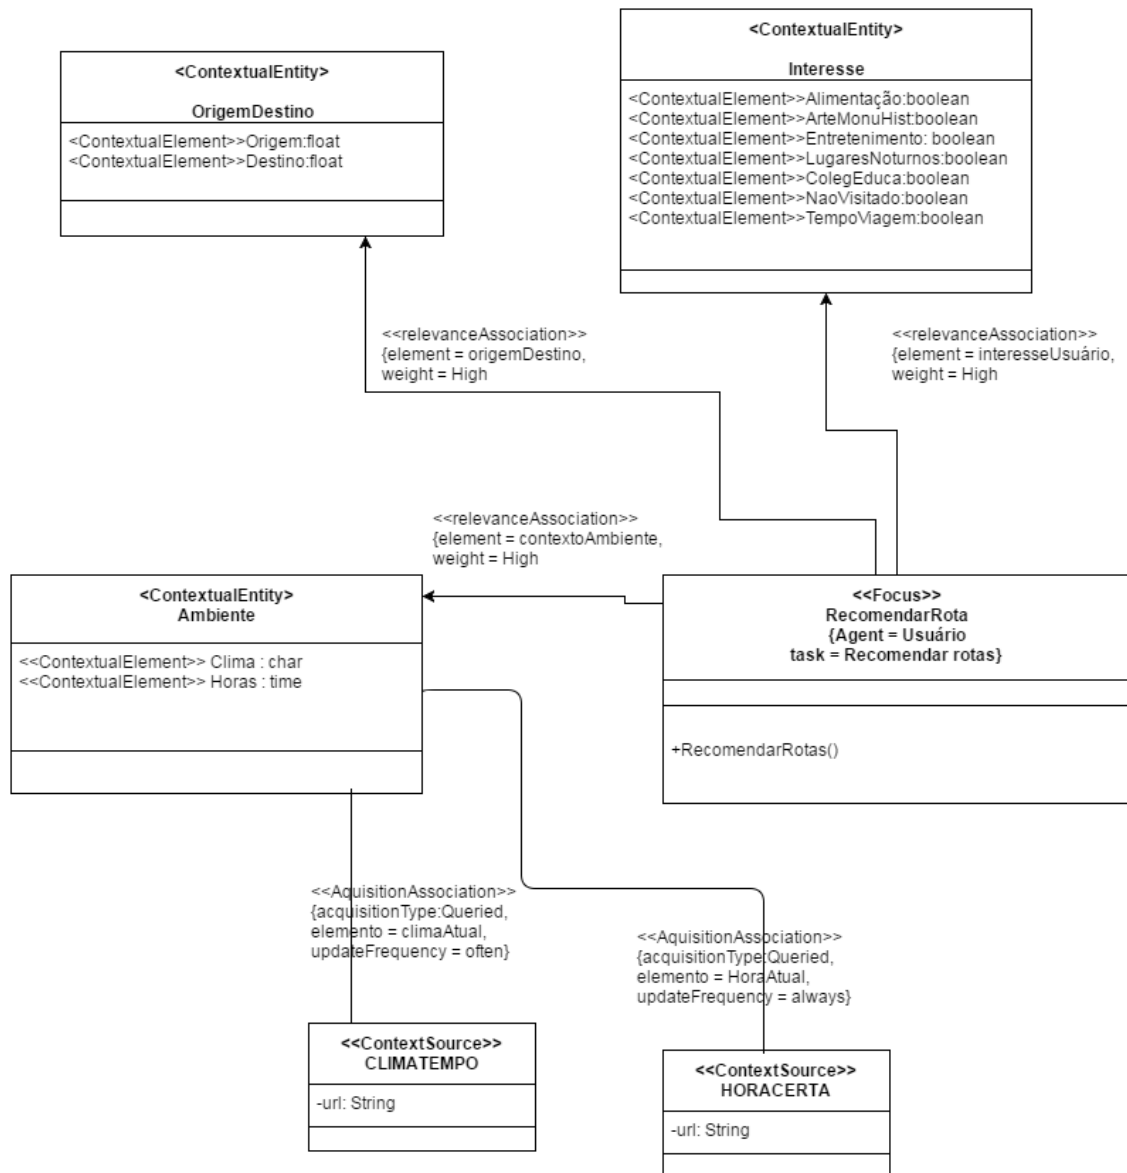 <ContextualEntity>
Interesse
<ContextualElement>>Alimentação:boolean
<ContextualElement>>ArteMonuHist:boolean
<ContextualElement>>Entretenimento: boolean
<ContextualElement>>LugaresNoturnos:boolean
<ContextualElement>>ColegEduca:boolean
<ContextualElement>>NaoVisitado:boolean
<ContextualElement>>TempoViagem:boolean
<ContextualEntity>
OrigemDestino
<ContextualElement>>Origem:float
<ContextualElement>>Destino:float
<<relevanceAssociation>>
{element = origemDestino,
weight = High
<<relevanceAssociation>>
{element = interesseUsuário,
weight = High
<<relevanceAssociation>>
{element = contextoAmbiente,
weight = High
<ContextualEntity}
Ambiente
<<ContextualElement>> Clima : char
<<ContextualElement>> Horas : time
<<Focus>>
RecomendarRota
{Agent = Usuário
task = Recomendar rotas}
+RecomendarRotas()
<<AquisitionAssociation>>
{acquisitionType:Queried,
elemento = climaAtual,
updateFrequency = often}
<<AquisitionAssociation>>
{acquisitionType:Queried,
elemento = HoraAtual,
updateFrequency = always}
<<ContextSource>>
CLIMATEMPO
-url: String
<<ContextSource>>
HORACERTA
-url: String